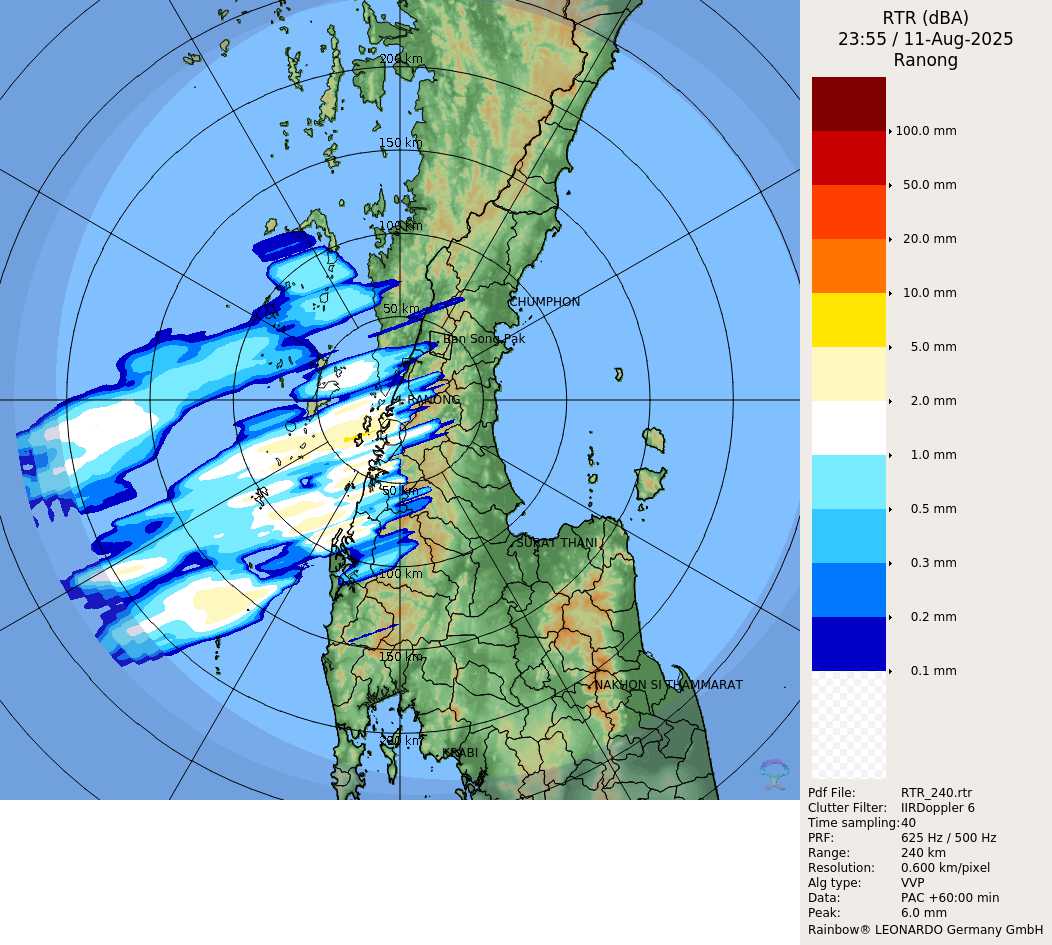 RTR (dBA)
23:55 / 11-Aug-2025
Ranong
200 km
150 km
100 km
50 km
CHUMPHON
Ban Song Pak
RANONG
50 km
SURAT THANI
100 km
150 km
NAKHON SI THAMMARAT
200 km
KRABI
100.0 mm
50.0 mm
20.0 mm
10.0 mm
5.0 mm
2.0 mm
1.0 mm
0.5 mm
0.3 mm
0.2 mm
0.1 mm
Pdf File: RTR_240.rtr
Clutter Filter: IIRDoppler 6
Time sampling:40
PRF: 625 Hz / 500 Hz
Range: 240 km
Resolution: 0.600 km/pixel
Alg type: VVP
Data: PAC +60:00 min
Peak: 6.0 mm
Rainbow® LEONARDO Germany GmbH